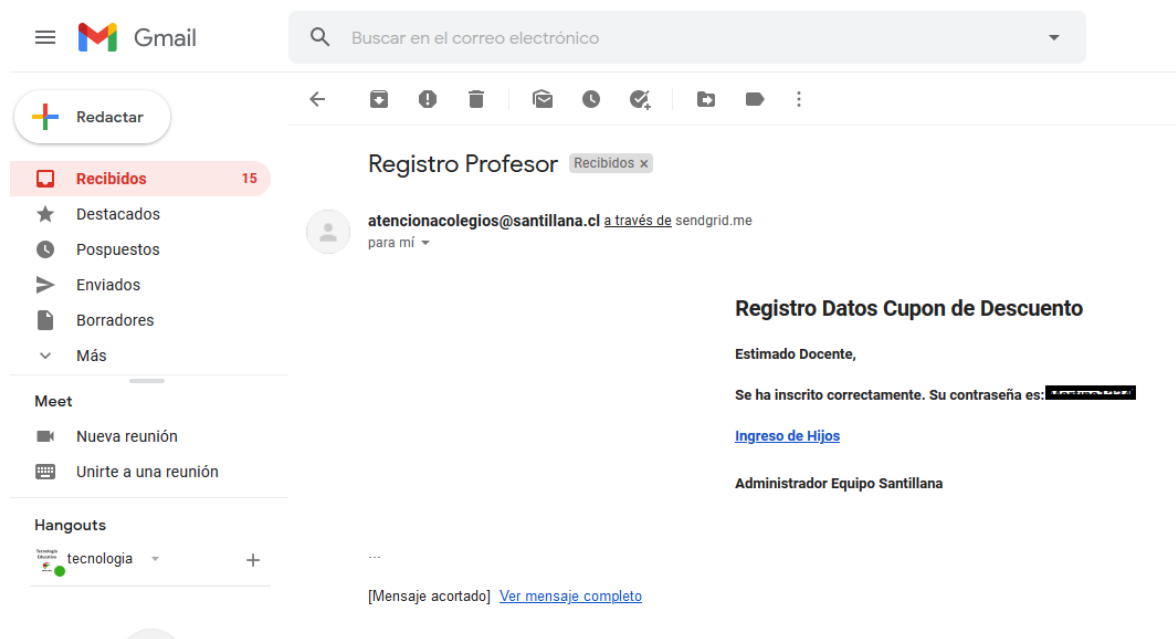 Gmail
Buscar en el correo electrónico
Redactar
Recibidos 15
Destacados
Pospuestos
Enviados
Borradores
Más
Meet
Nueva reunión
Unirte a una reunión
Hangouts
tecnologia
Registro Profesor Recibidos x
atencionacolegios@santillana.cl a través de sendgrid.me
para mí
Registro Datos Cupon de Descuento
Estimado Docente,
Se ha inscrito correctamente. Su contraseña es:
Ingreso de Hijos
Administrador Equipo Santillana
...
[Mensaje acortado] Ver mensaje completo